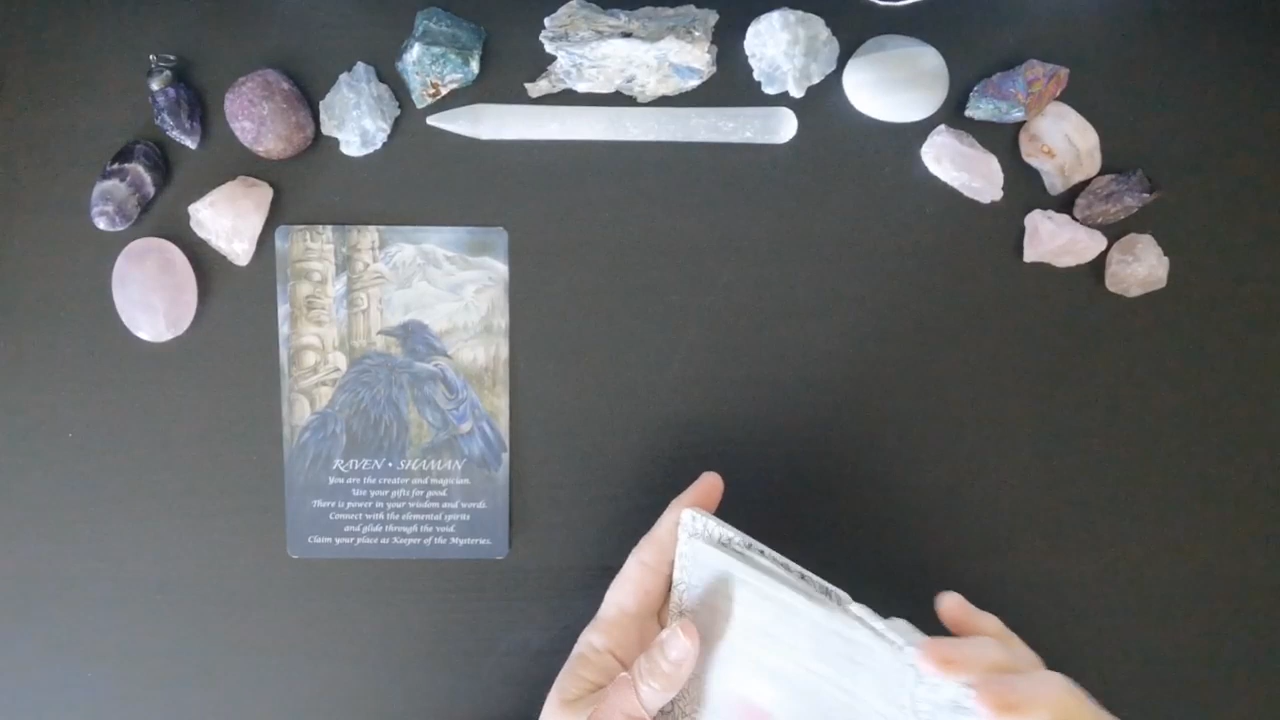 RAVEN • SHAMAN
You are the creator and magician.
Use your gifts for good.
There is power in your wisdom and words.
Connect with the elemental spirits
and glide through the void.
Claim your place as Keeper of the Mysteries.